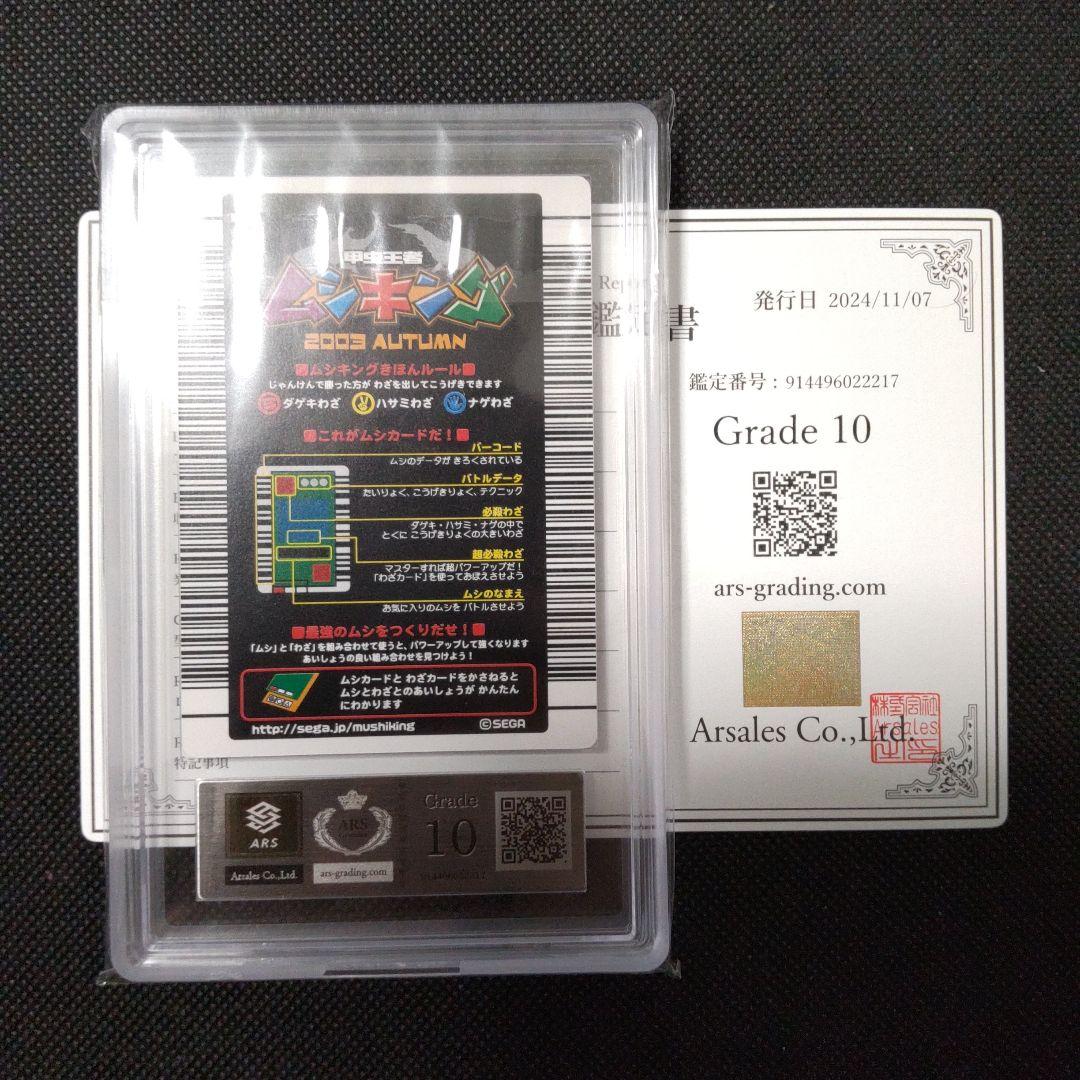 甲虫王者
ムシキング
2003 AUTUMN
ムシキングきほんルール
じゃんけんで勝った方が わざを出してこうげきできます
ダゲキわざ ハサミわざ ナゲわざ
これがムシカードだ！
バーコード
ムシのデータが きろくされている
バトルデータ
たいりょく、こうげきりょく、テクニック
必殺わざ
ダゲキ・ハサミ・ナゲの中で
とくに こうげきりょくの大きいわざ
超必殺わざ
マスターすれば超パワーアップだ！
「わざカード」を使っておぼえさせよう
ムシのなまえ
お気に入りのムシを バトルさせよう
最強のムシをつくりだせ！
「ムシ」と「わざ」を組み合わせて使うと、パワーアップして強くなります
あいしょうの良い組み合わせを見つけよう！
ムシカードと わざカードをかさねると
ムシとわざとのあいしょうが かんたん
にわかります
http://sega.jp/mushiking ©SEGA
ARS
Arsales Co.,Ltd.
ARS
ars-grading.com
Grade
10
914496022217
Repo
書
発行日 2024/11/07
鑑定番号 : 914496022217
Grade 10
ars-grading.com
Arsales Co.,Ltd.
株式会社
Arsales
之印
特記事項